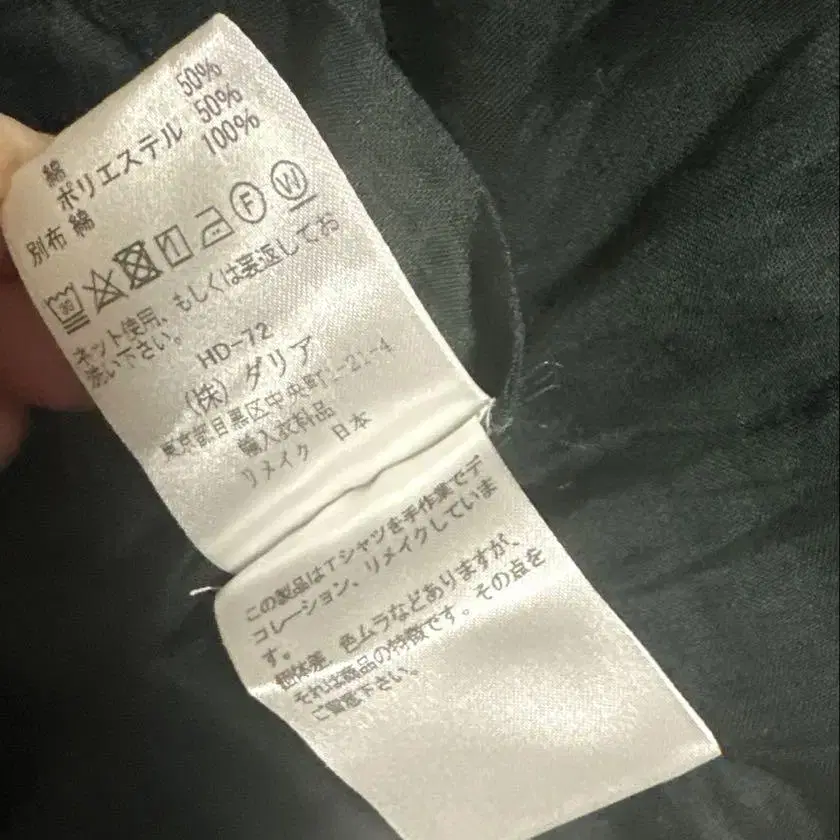 綿 50%
ポリエステル 50%
別布 綿 100%
30 F W
ネット使用、もしくは裏返してお
洗い下さい。
HD-72
(株) ダリア
東京都目黒区中央町1-21-4
輸入衣料品
リメイク 日本
この製品はTシャツを手作業でデ
コレーション、リメイクしていま
す。
個体差 色ムラなどありますが、
それは商品の特徴です。その点を
ご留意下さい。